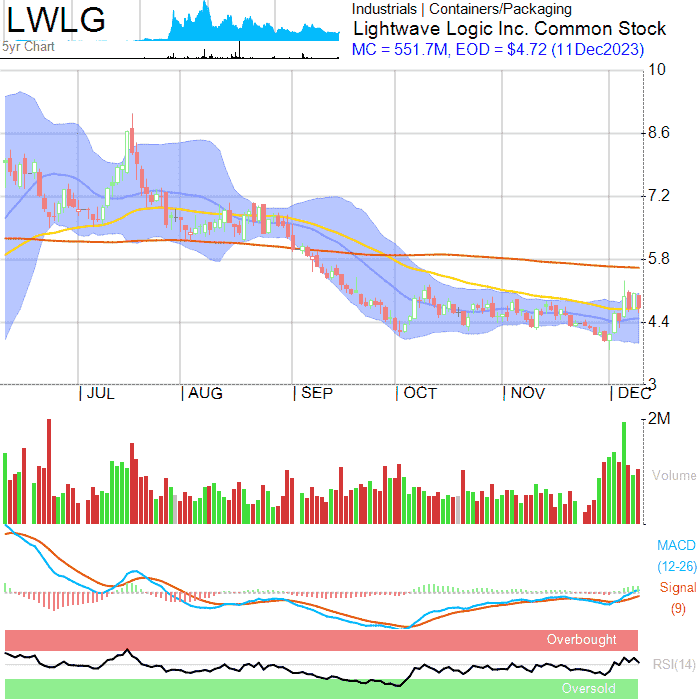 LWLG
5yr Chart
Industrials | Containers/Packaging
Lightwave Logic Inc. Common Stock
MC = 551.7M, EOD = $4.72 (11Dec2023)
10
8.6
7.2
5.8
4.4
3
JUL AUG SEP OCT NOV DEC
2M
Volume
MACD
(12-26)
Signal
(9)
Overbought
RSI(14)
Oversold